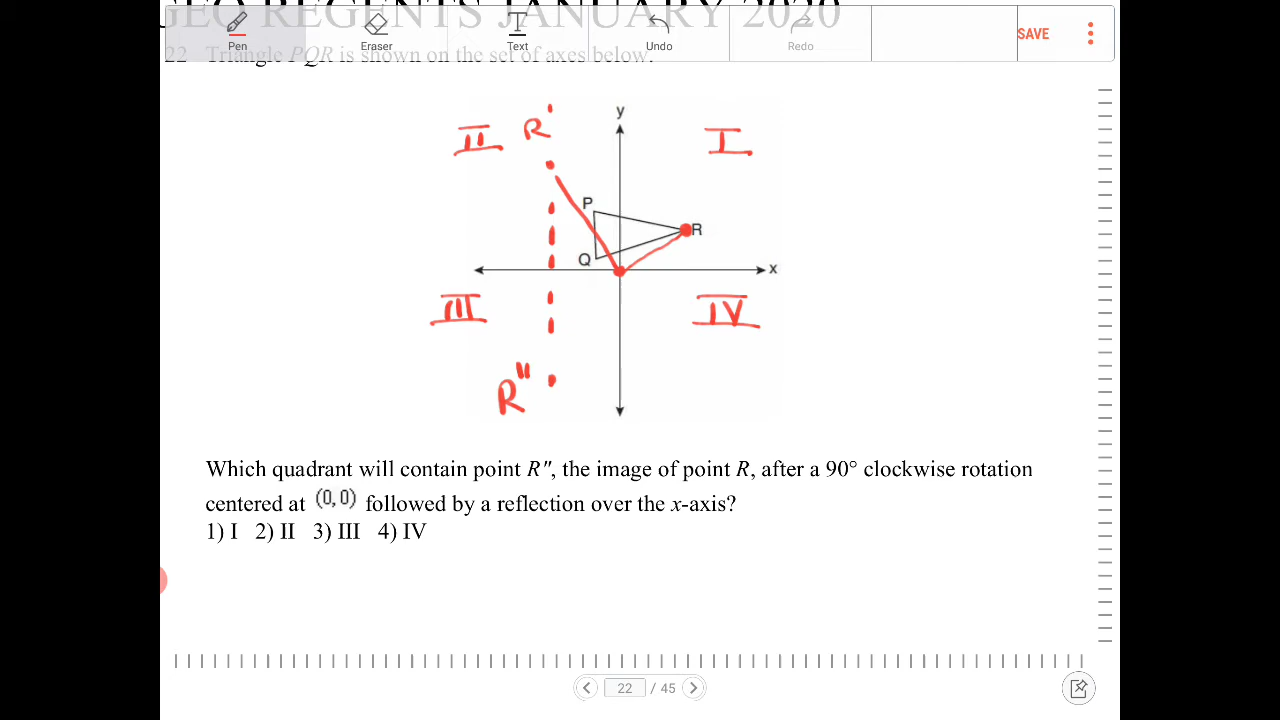 GEO REGENTS JANUARY 2020
Pen Eraser Text Undo Redo SAVE
22 Triangle PQR is shown on the set of axes below.
y
II R' I
P
R
Q
x
III IV
R"
Which quadrant will contain point R", the image of point R, after a 90° clockwise rotation
centered at (0,0) followed by a reflection over the x-axis?
1) I 2) II 3) III 4) IV
22 / 45